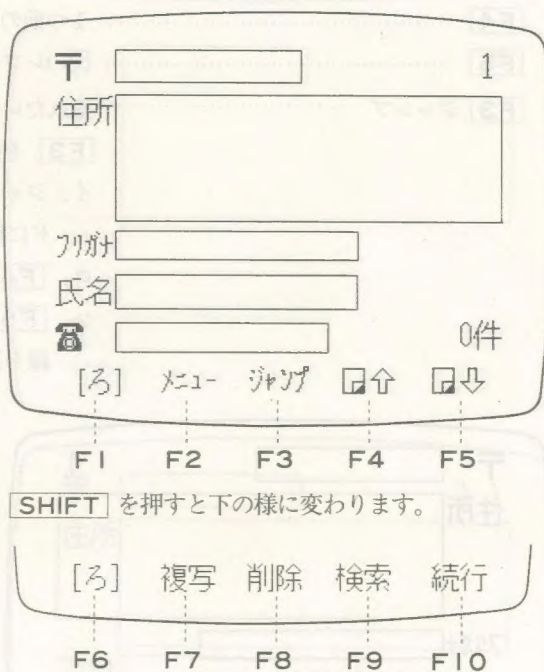 〒 1
住所
フリガナ
氏名
☎ 0件
[ろ] メニュー ジャンプ ⇧ ⇩
F1 F2 F3 F4 F5
SHIFT を押すと下の様に変わります。
[ろ] 複写 削除 検索 続行
F6 F7 F8 F9 F10